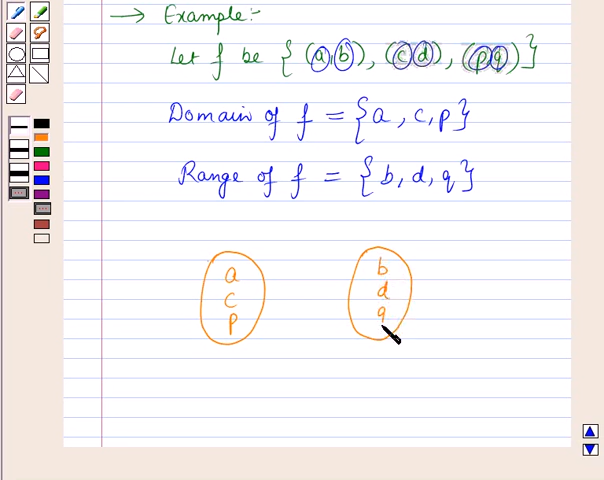 → Example:-
Let f be { (a, b), (c, d), (p, q) }
Domain of f = { a, c, p }
Range of f = { b, d, q }
a b
c d
p q